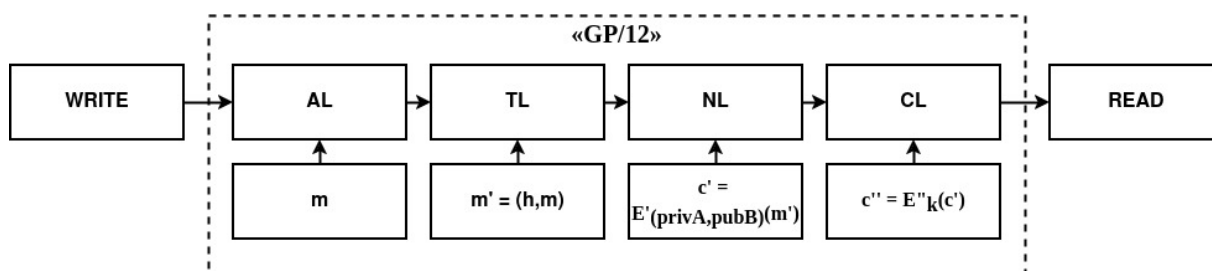 «GP/12»
WRITE
AL
TL
NL
CL
READ
m
m' = (h,m)
c' =
E'(privA,pubB)(m')
c'' = E''k(c')